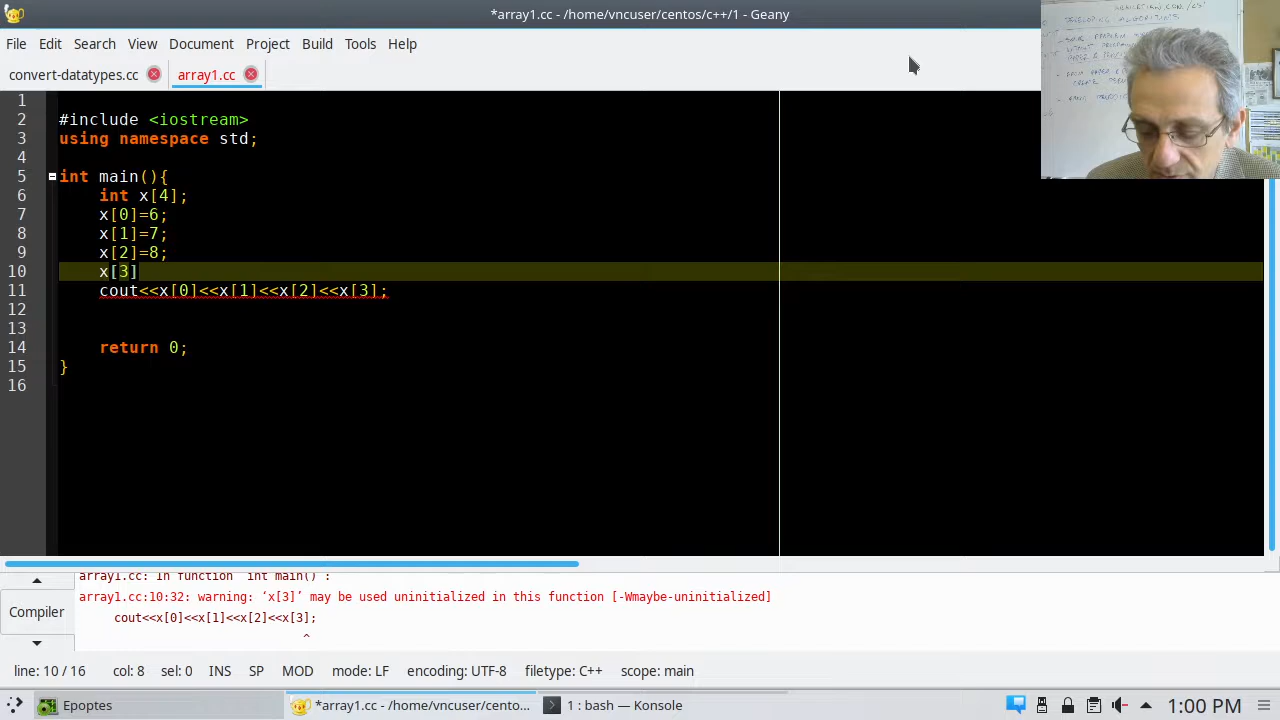 *array1.cc - /home/vncuser/centos/c++/1 - Geany
File Edit Search View Document Project Build Tools Help
convert-datatypes.cc array1.cc
1
2 #include <iostream>
3 using namespace std;
4
5 int main(){
6 int x[4];
7 x[0]=6;
8 x[1]=7;
9 x[2]=8;
10 x[3]
11 cout<<x[0]<<x[1]<<x[2]<<x[3];
12
13
14 return 0;
15 }
16
DEVELOPING ALGORITHMS
Compiler
array1.cc: In function 'int main()':
array1.cc:10:32: warning: ‘x[3]’ may be used uninitialized in this function [-Wmaybe-uninitialized]
cout<<x[0]<<x[1]<<x[2]<<x[3];
^
line: 10 / 16 col: 8 sel: 0 INS SP MOD mode: LF encoding: UTF-8 filetype: C++ scope: main
Epoptes *array1.cc - /home/vncuser/cento... 1 : bash — Konsole 1:00 PM